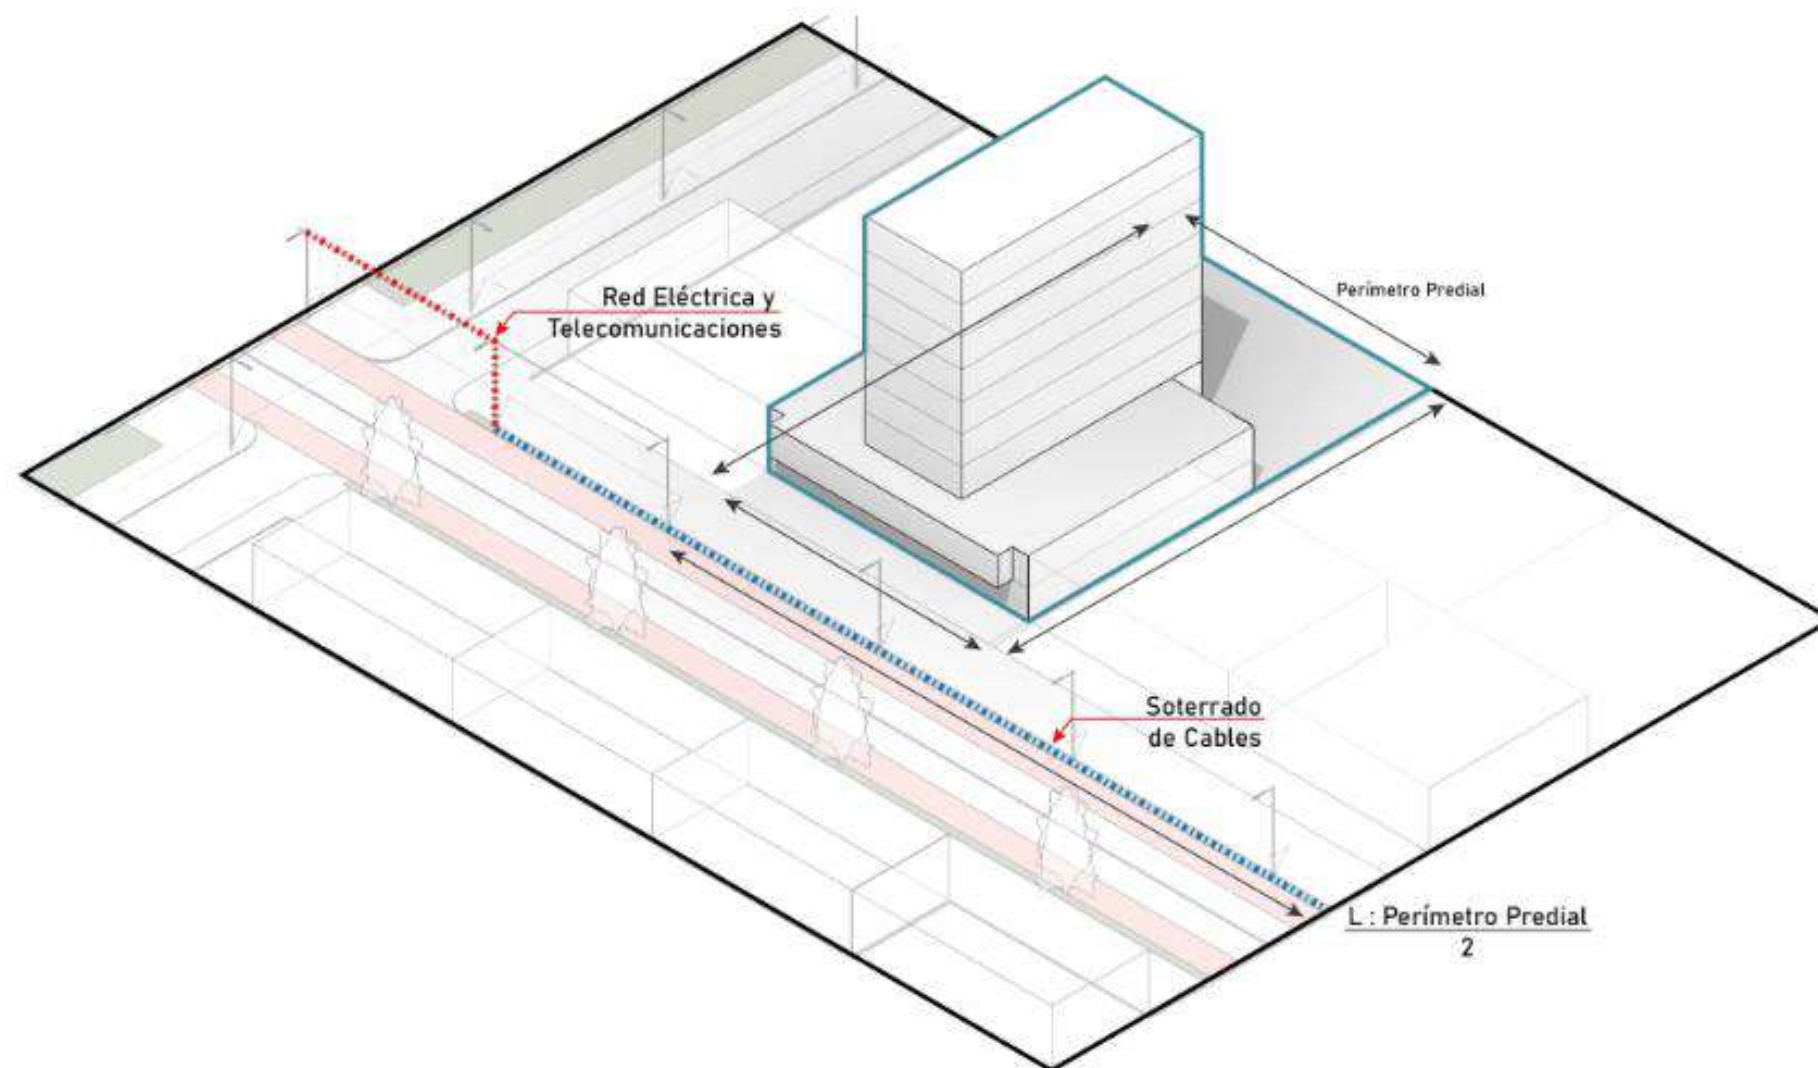 Perímetro Predial
Red Eléctrica y
Telecomunicaciones
Soterrado
de Cables
L : Perímetro Predial
2